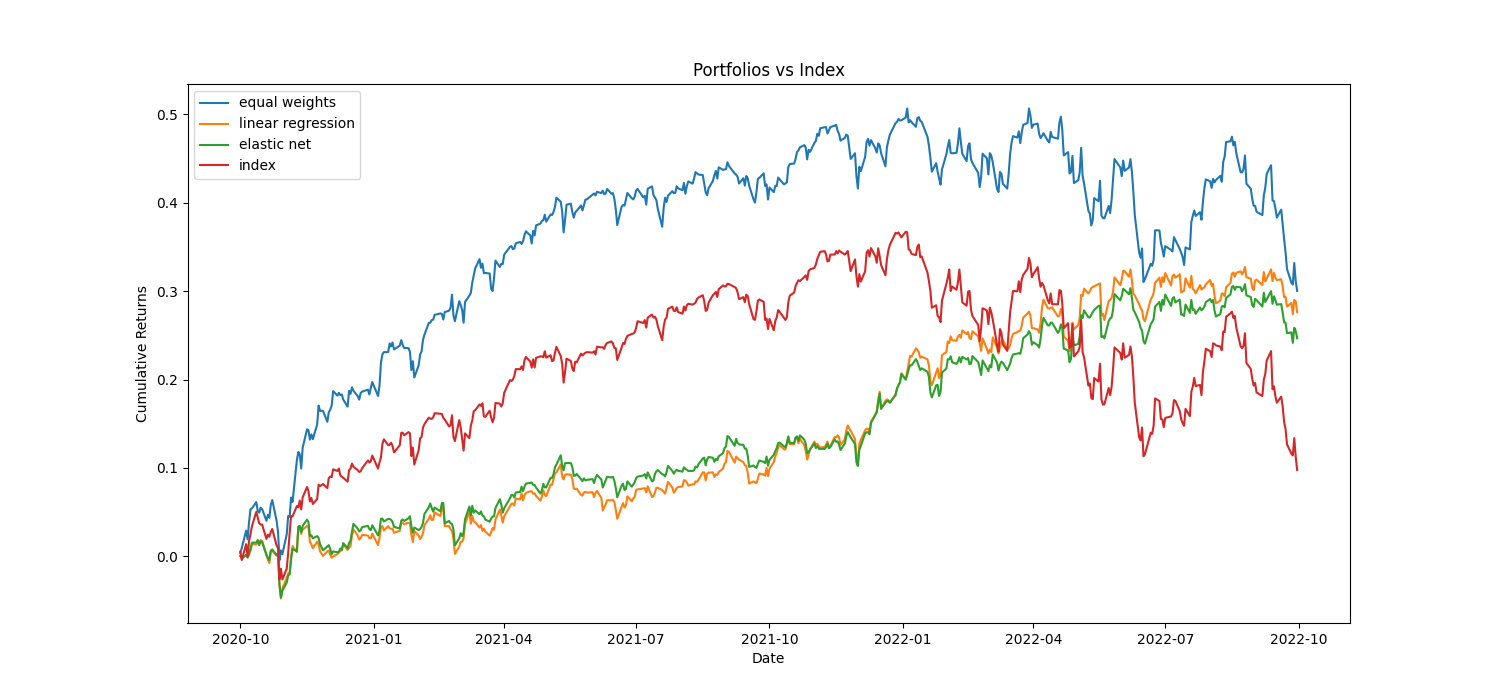 Portfolios vs Index
equal weights
linear regression
elastic net
index
Cumulative Returns
0.5
0.4
0.3
0.2
0.1
0.0
2020-10 2021-01 2021-04 2021-07 2021-10 2022-01 2022-04 2022-07 2022-10
Date